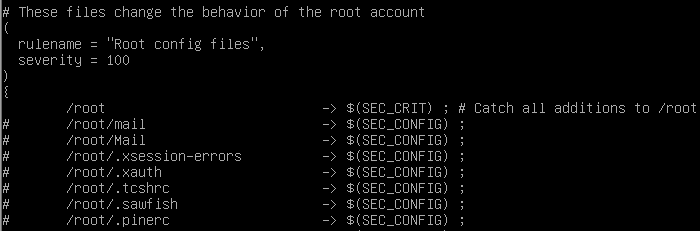 # These files change the behavior of the root account
(
  rulename = "Root config files",
  severity = 100
)
{
        /root                           -> $(SEC_CRIT) ; # Catch all additions to /root
#       /root/mail                      -> $(SEC_CONFIG) ;
#       /root/Mail                      -> $(SEC_CONFIG) ;
#       /root/.xsession-errors          -> $(SEC_CONFIG) ;
#       /root/.xauth                    -> $(SEC_CONFIG) ;
#       /root/.tcshrc                   -> $(SEC_CONFIG) ;
#       /root/.sawfish                  -> $(SEC_CONFIG) ;
#       /root/.pinerc                   -> $(SEC_CONFIG) ;